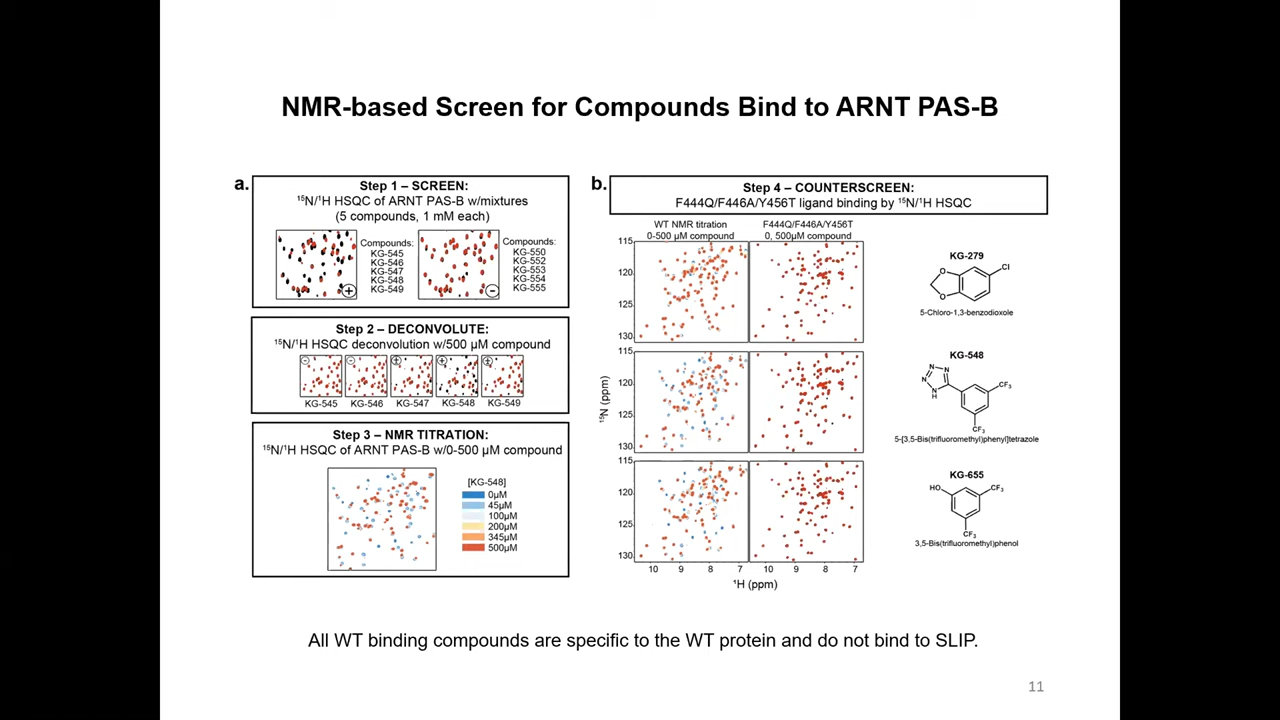 NMR-based Screen for Compounds Bind to ARNT PAS-B
a.
Step 1 – SCREEN:
¹⁵N/¹H HSQC of ARNT PAS-B w/mixtures
(5 compounds, 1 mM each)
Compounds:
KG-545
KG-546
KG-547
KG-548
KG-549
+
Compounds:
KG-550
KG-552
KG-553
KG-554
KG-555
-
Step 2 – DECONVOLUTE:
¹⁵N/¹H HSQC deconvolution w/500 µM compound
- - + + +
KG-545 KG-546 KG-547 KG-548 KG-549
Step 3 – NMR TITRATION:
¹⁵N/¹H HSQC of ARNT PAS-B w/0-500 µM compound
[KG-548]
0µM
45µM
100µM
200µM
345µM
500µM
b.
Step 4 – COUNTERSCREEN:
F444Q/F446A/Y456T ligand binding by ¹⁵N/¹H HSQC
WT NMR titration
0-500 µM compound
F444Q/F446A/Y456T
0, 500µM compound
115
120
125
130
115
120
125
130
115
120
125
130
¹⁵N (ppm)
10 9 8 7 10 9 8 7
¹H (ppm)
KG-279
Cl
O
O
5-Chloro-1,3-benzodioxole
KG-548
N
N
N
N
H
CF₃
CF₃
5-[3,5-Bis(trifluoromethyl)phenyl]tetrazole
KG-655
HO
CF₃
CF₃
3,5-Bis(trifluoromethyl)phenol
All WT binding compounds are specific to the WT protein and do not bind to SLIP.
11